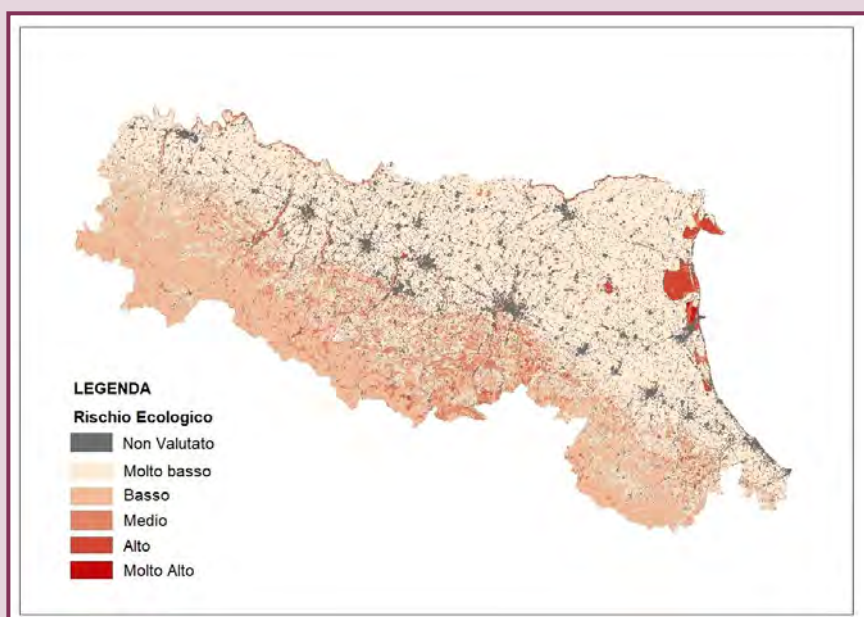 LEGENDA
Rischio Ecologico
Non Valutato
Molto basso
Basso
Medio
Alto
Molto Alto